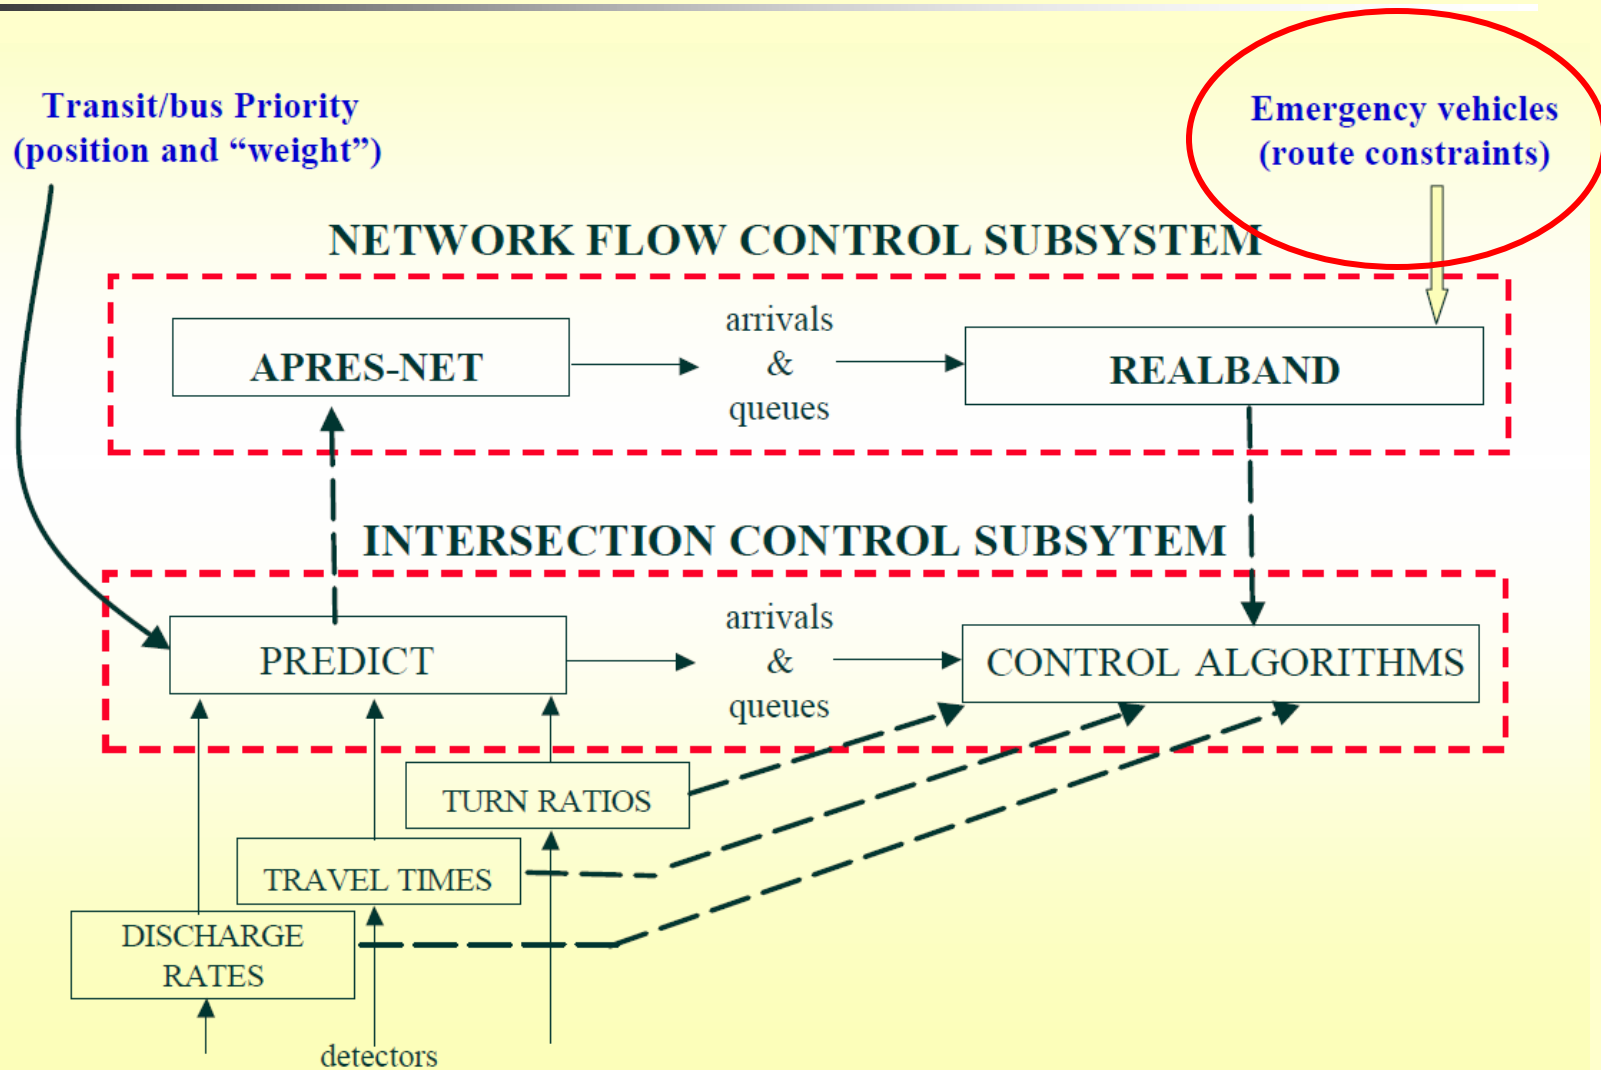 Transit/bus Priority
(position and “weight”)
Emergency vehicles
(route constraints)
NETWORK FLOW CONTROL SUBSYSTEM
APRES-NET
arrivals
&
queues
REALBAND
INTERSECTION CONTROL SUBSYTEM
PREDICT
arrivals
&
queues
CONTROL ALGORITHMS
TURN RATIOS
TRAVEL TIMES
DISCHARGE
RATES
detectors